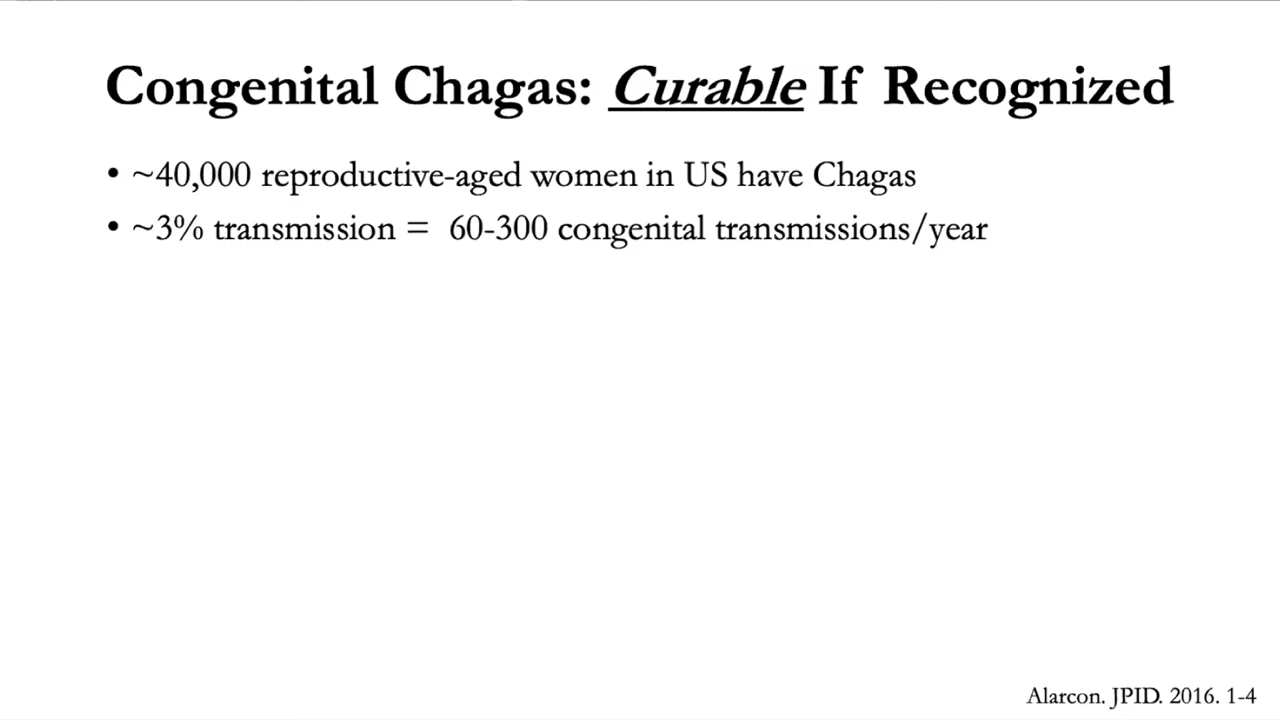 Congenital Chagas: Curable If Recognized
• ~40,000 reproductive-aged women in US have Chagas
• ~3% transmission = 60-300 congenital transmissions/year
Alarcon. JPID. 2016. 1-4